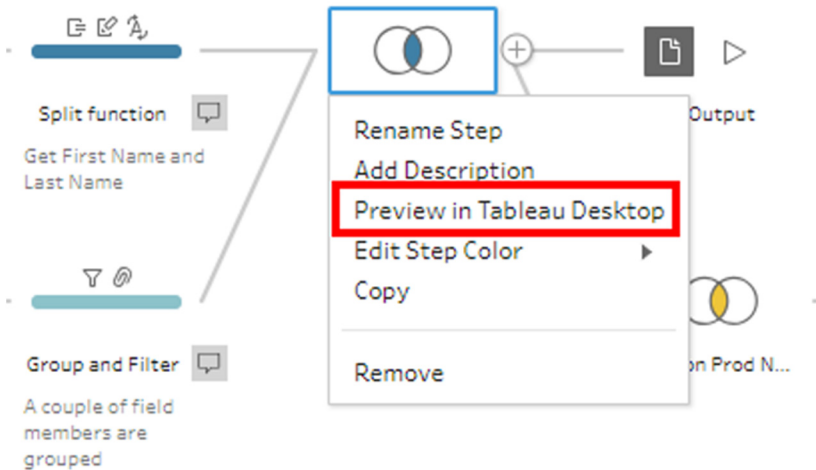 Split function
Get First Name and
Last Name
Output
Rename Step
Add Description
Preview in Tableau Desktop
Edit Step Color
Copy
Remove
Group and Filter
A couple of field
members are
grouped
on Prod N...